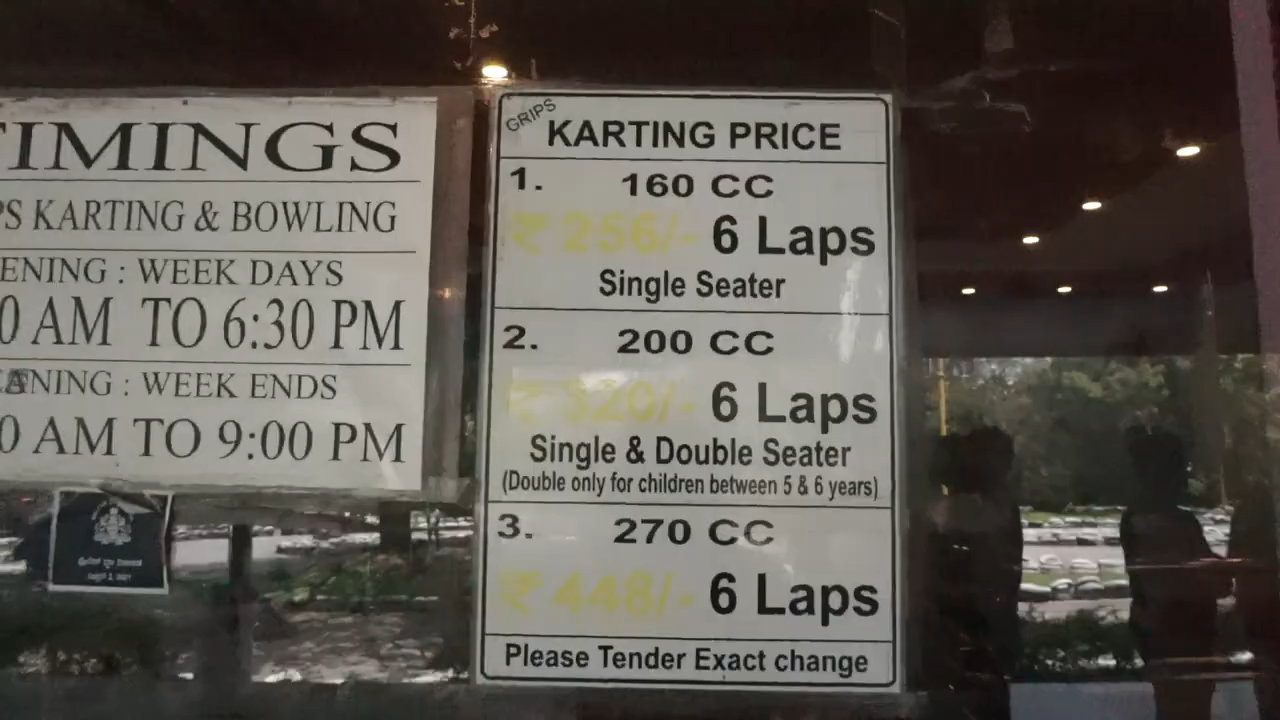 TIMINGS
PS KARTING & BOWLING
ENING : WEEK DAYS
0 AM TO 6:30 PM
NING : WEEK ENDS
0 AM TO 9:00 PM
GRIPS
KARTING PRICE
1. 160 CC
₹ 256/- 6 Laps
Single Seater
2. 200 CC
₹ 320/- 6 Laps
Single & Double Seater
(Double only for children between 5 & 6 years)
3. 270 CC
₹ 448/- 6 Laps
Please Tender Exact change